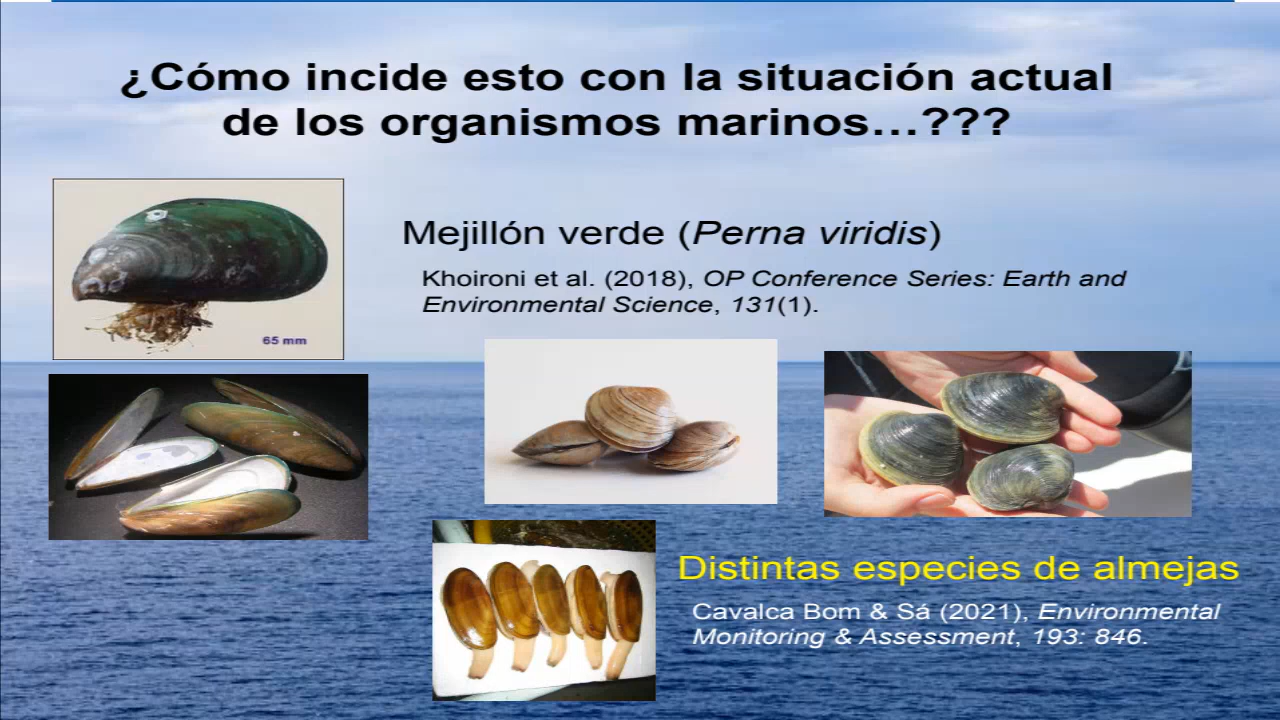 ¿Cómo incide esto con la situación actual
de los organismos marinos...???
65 mm
Mejillón verde (Perna viridis)
Khoironi et al. (2018), OP Conference Series: Earth and
Environmental Science, 131(1).
Distintas especies de almejas
Cavalca Bom & Sá (2021), Environmental
Monitoring & Assessment, 193: 846.